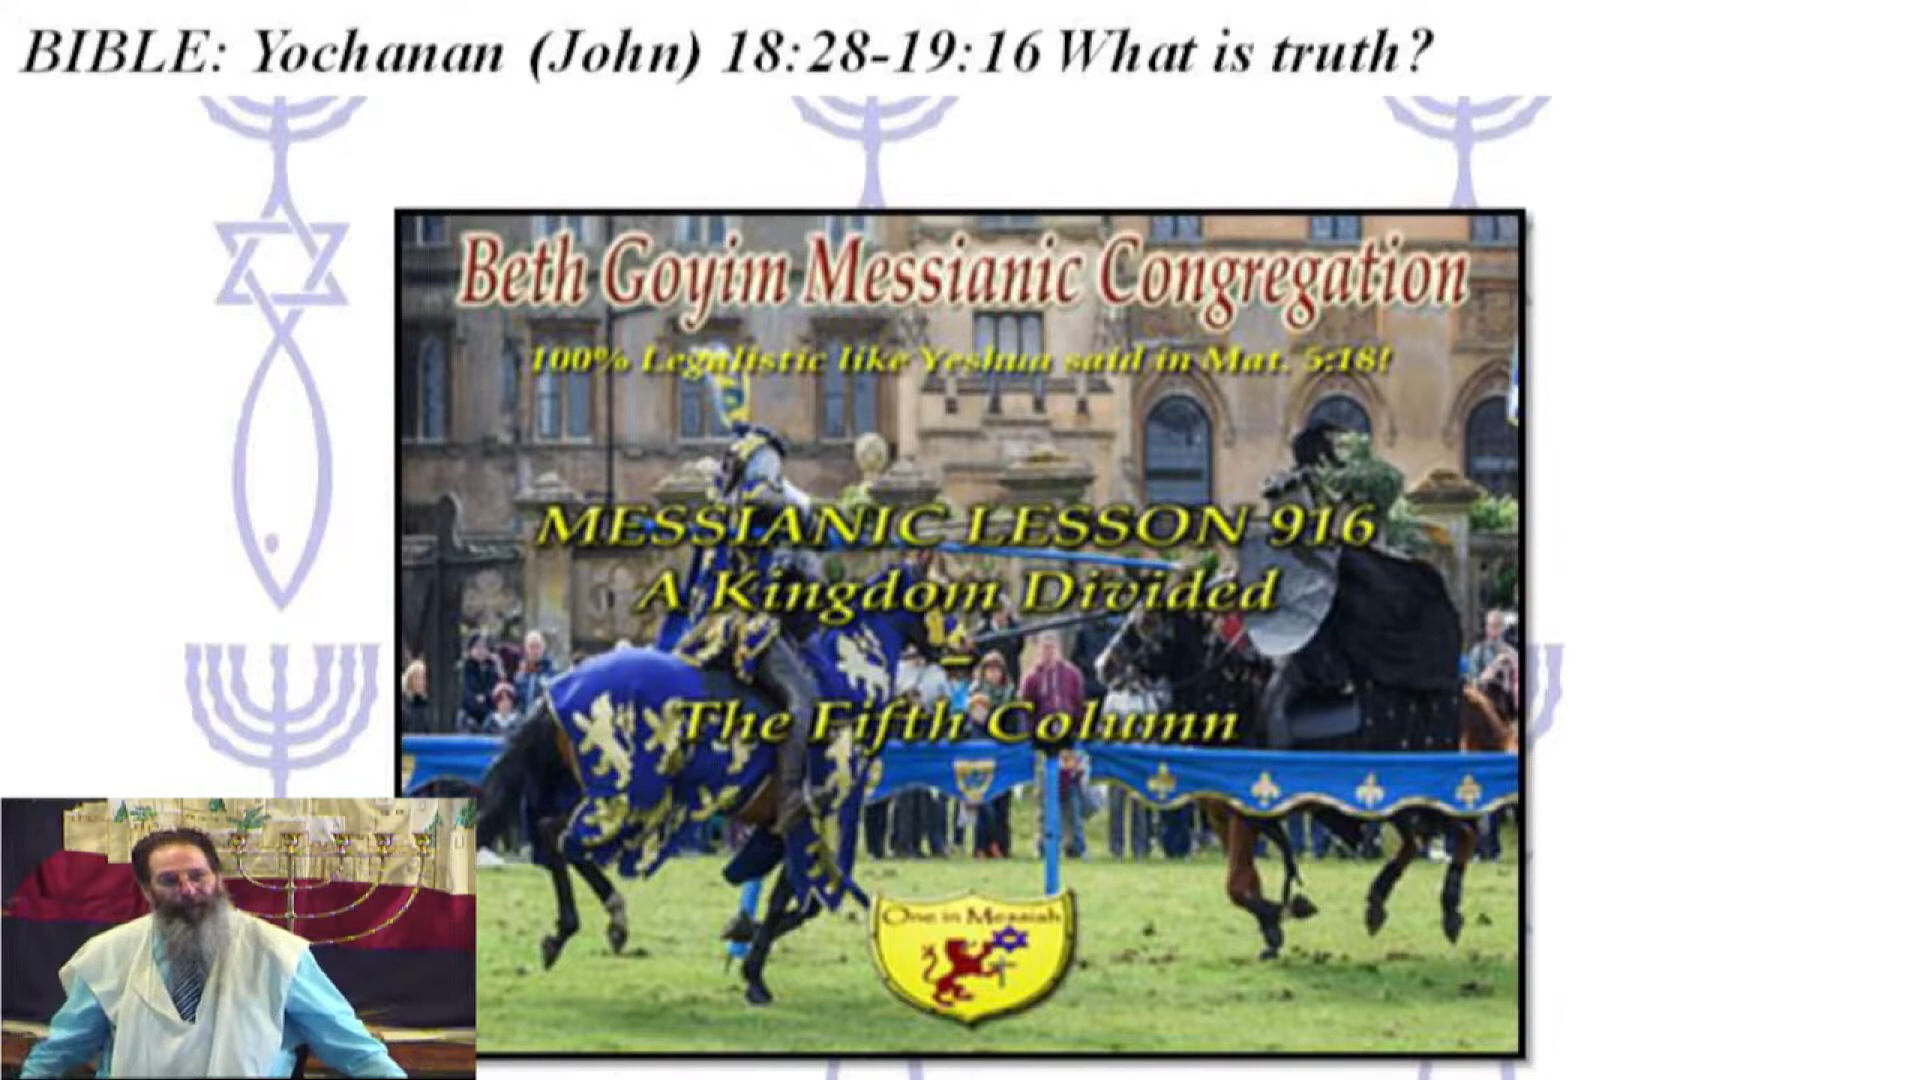 BIBLE: Yochanan (John) 18:28-19:16 What is truth?
Beth Goyim Messianic Congregation
100% Legalistic like Yeshua said in Mat. 5:18!
MESSIANIC LESSON 916
A Kingdom Divided
–
The Fifth Column
One in Messiah